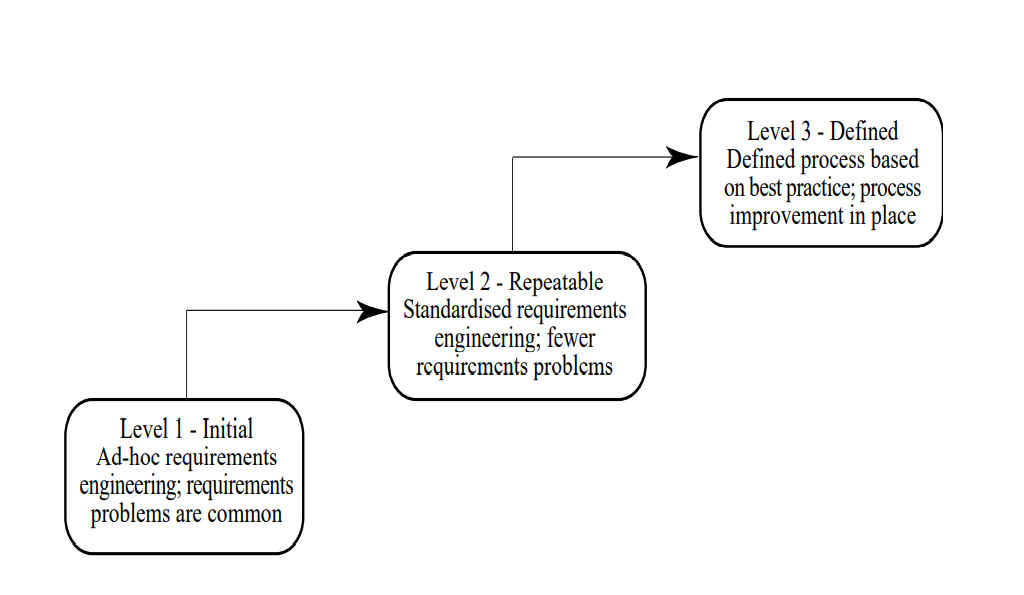 Level 3 - Defined
Defined process based
on best practice; process
improvement in place
Level 2 - Repeatable
Standardised requirements
engineering; fewer
requirements problems
Level 1 - Initial
Ad-hoc requirements
engineering; requirements
problems are common